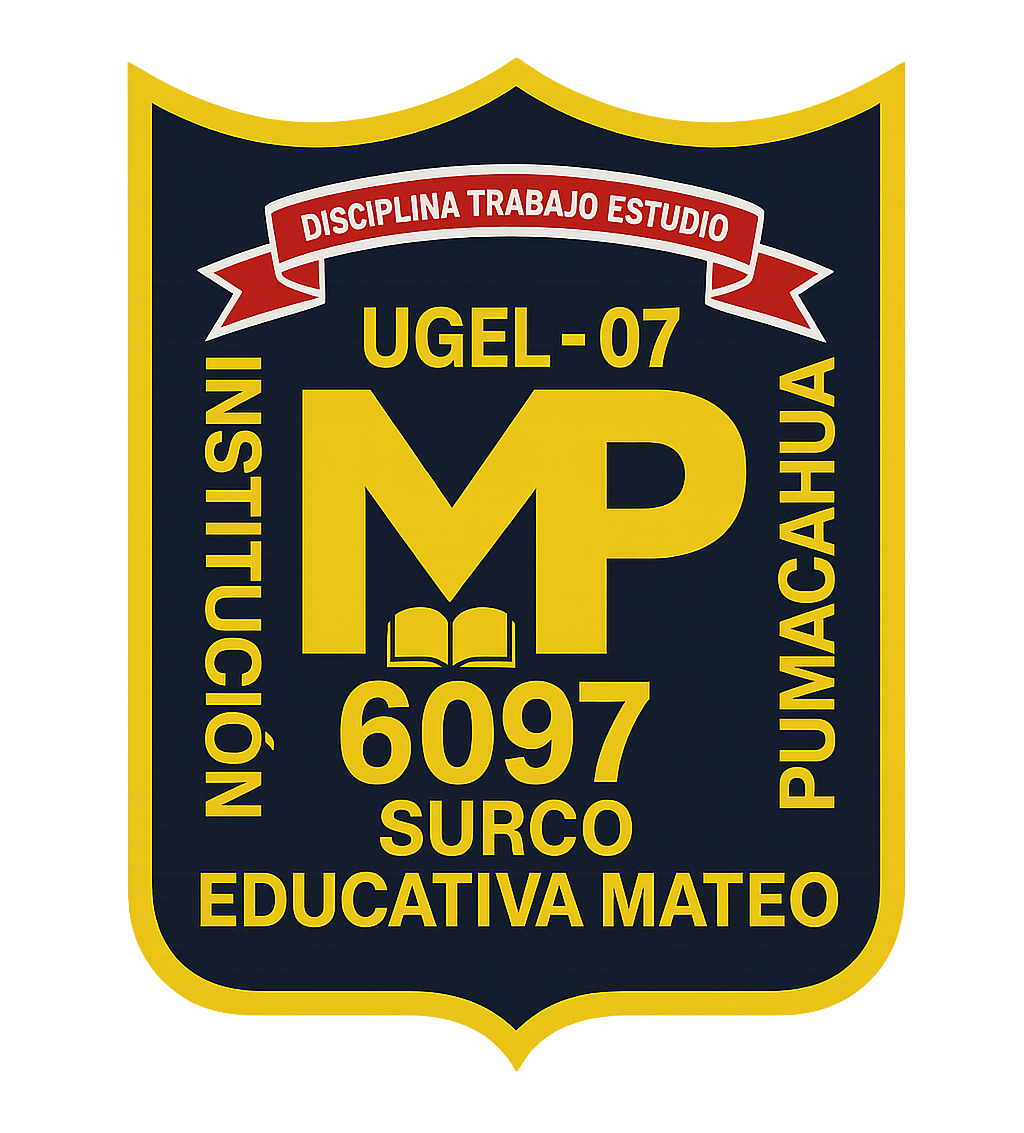 DISCIPLINA TRABAJO ESTUDIO
UGEL - 07
MP
6097
SURCO
INSTITUCIÓN
EDUCATIVA MATEO
PUMACAHUA